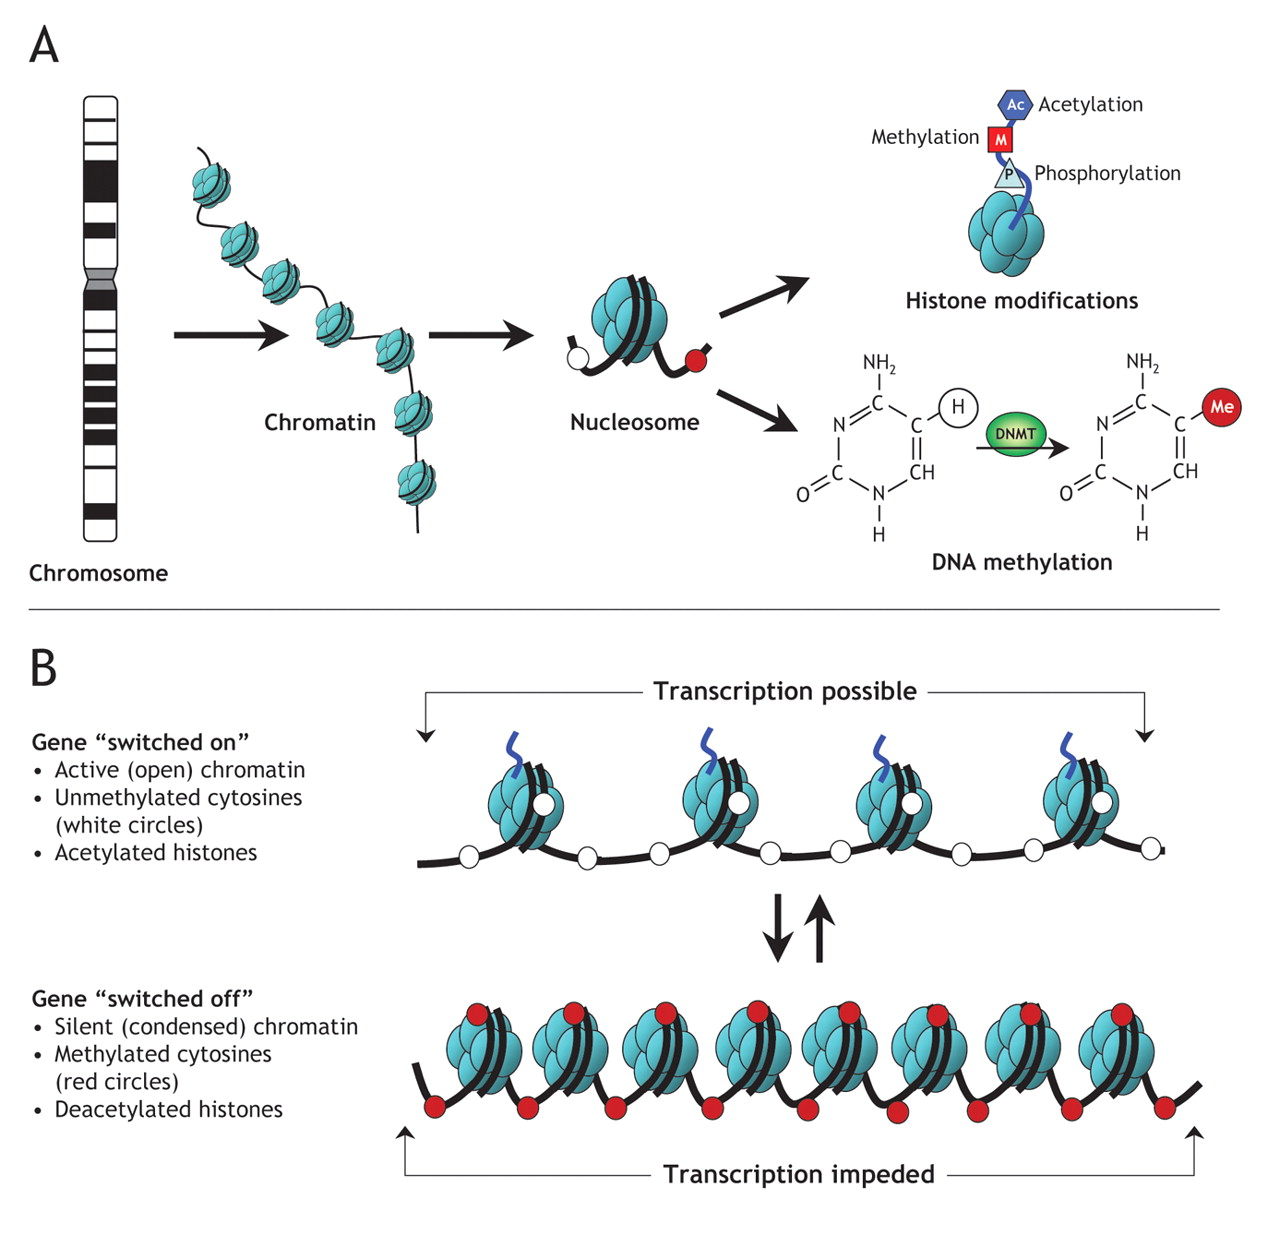 A
Ac Acetylation
Methylation M
P Phosphorylation
Histone modifications
Chromatin
Nucleosome
Chromosome
NH₂
N
C
C
H
CH
N
C
O
H
DNMT
NH₂
N
C
C
Me
CH
N
C
O
H
DNA methylation
B
Transcription possible
Gene “switched on”
• Active (open) chromatin
• Unmethylated cytosines
(white circles)
• Acetylated histones
Gene “switched off”
• Silent (condensed) chromatin
• Methylated cytosines
(red circles)
• Deacetylated histones
Transcription impeded